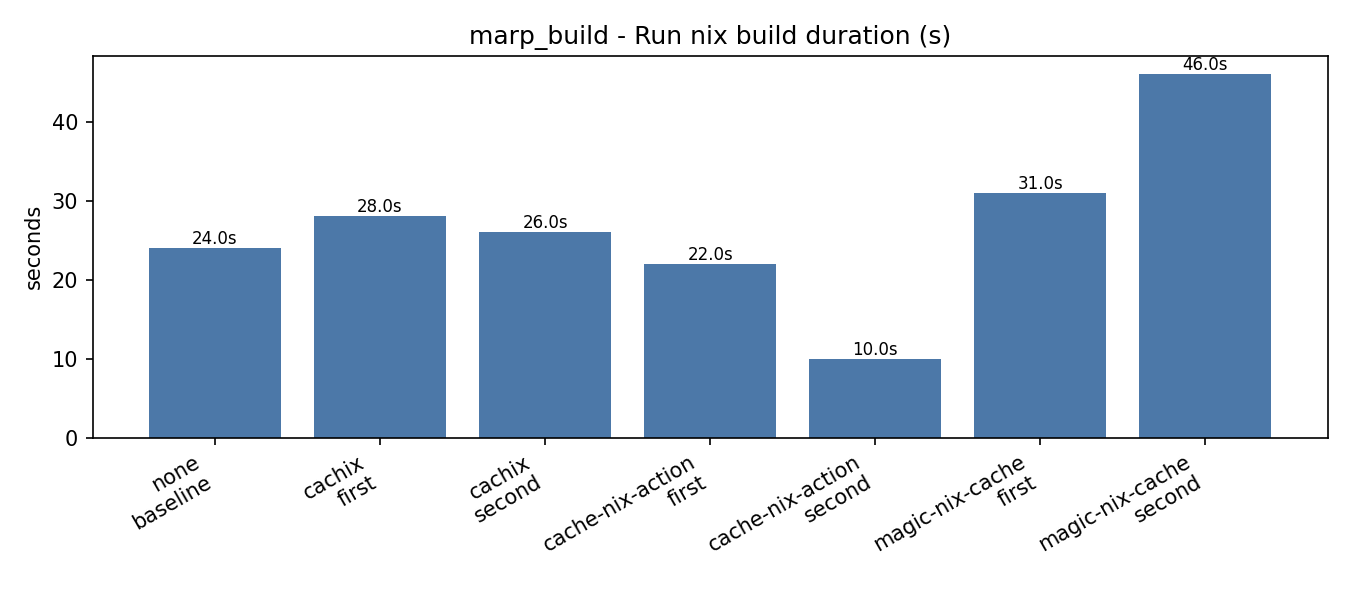 marp_build - Run nix build duration (s)
46.0s
40
31.0s
30
28.0s
26.0s
24.0s
22.0s
seconds
20
10.0s
10
0
none
baseline
cachix
first
cachix
second
cache-nix-action
first
cache-nix-action
second
magic-nix-cache
first
magic-nix-cache
second